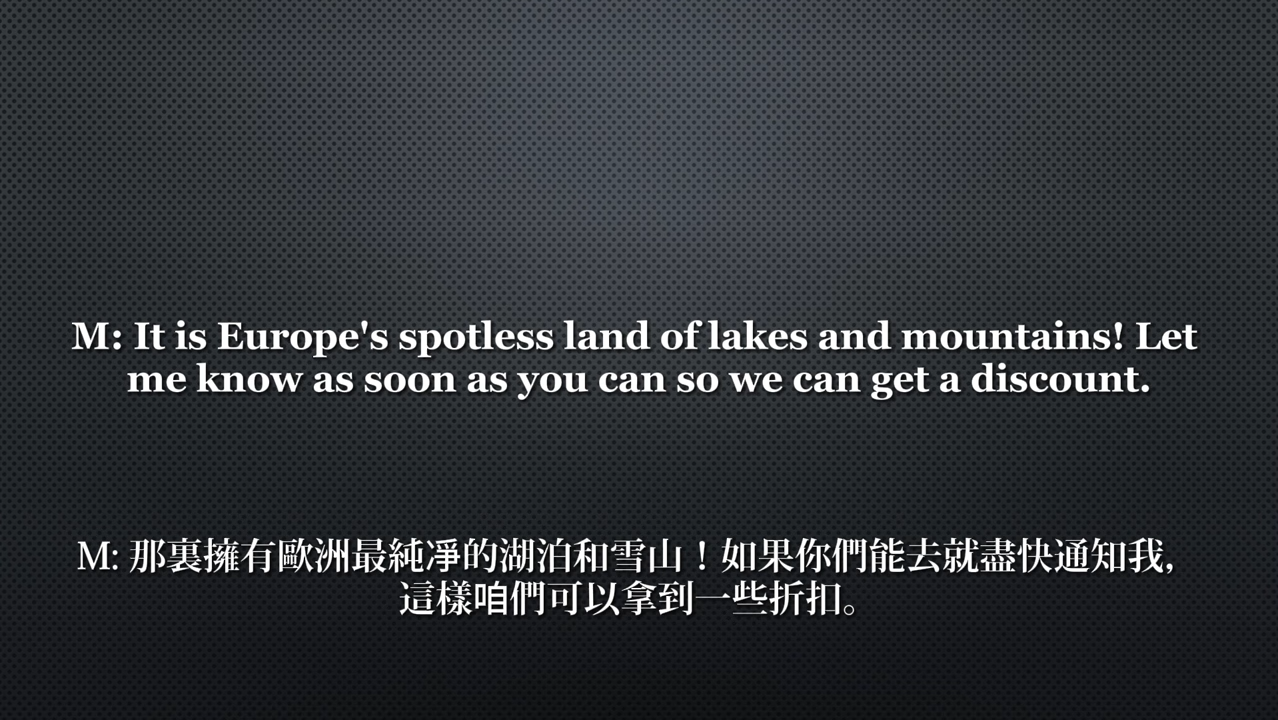 M: It is Europe's spotless land of lakes and mountains! Let
me know as soon as you can so we can get a discount.
M: 那裏擁有歐洲最純凈的湖泊和雪山！如果你們能去就盡快通知我,
這樣咱們可以拿到一些折扣。